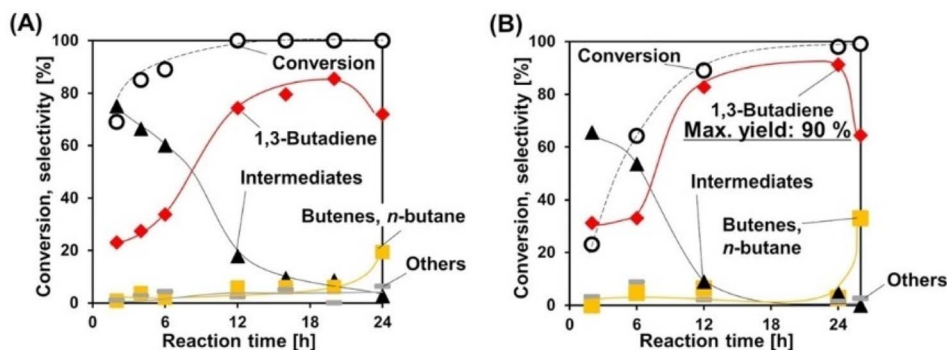 (A)
Conversion, selectivity [%]
100
80
60
40
20
0
Conversion
1,3-Butadiene
Intermediates
Butenes, n-butane
Others
0 6 12 18 24
Reaction time [h]
(B)
Conversion, selectivity [%]
100
80
60
40
20
0
Conversion
1,3-Butadiene
Max. yield: 90 %
Intermediates
Butenes,
n-butane
Others
0 6 12 18 24
Reaction time [h]